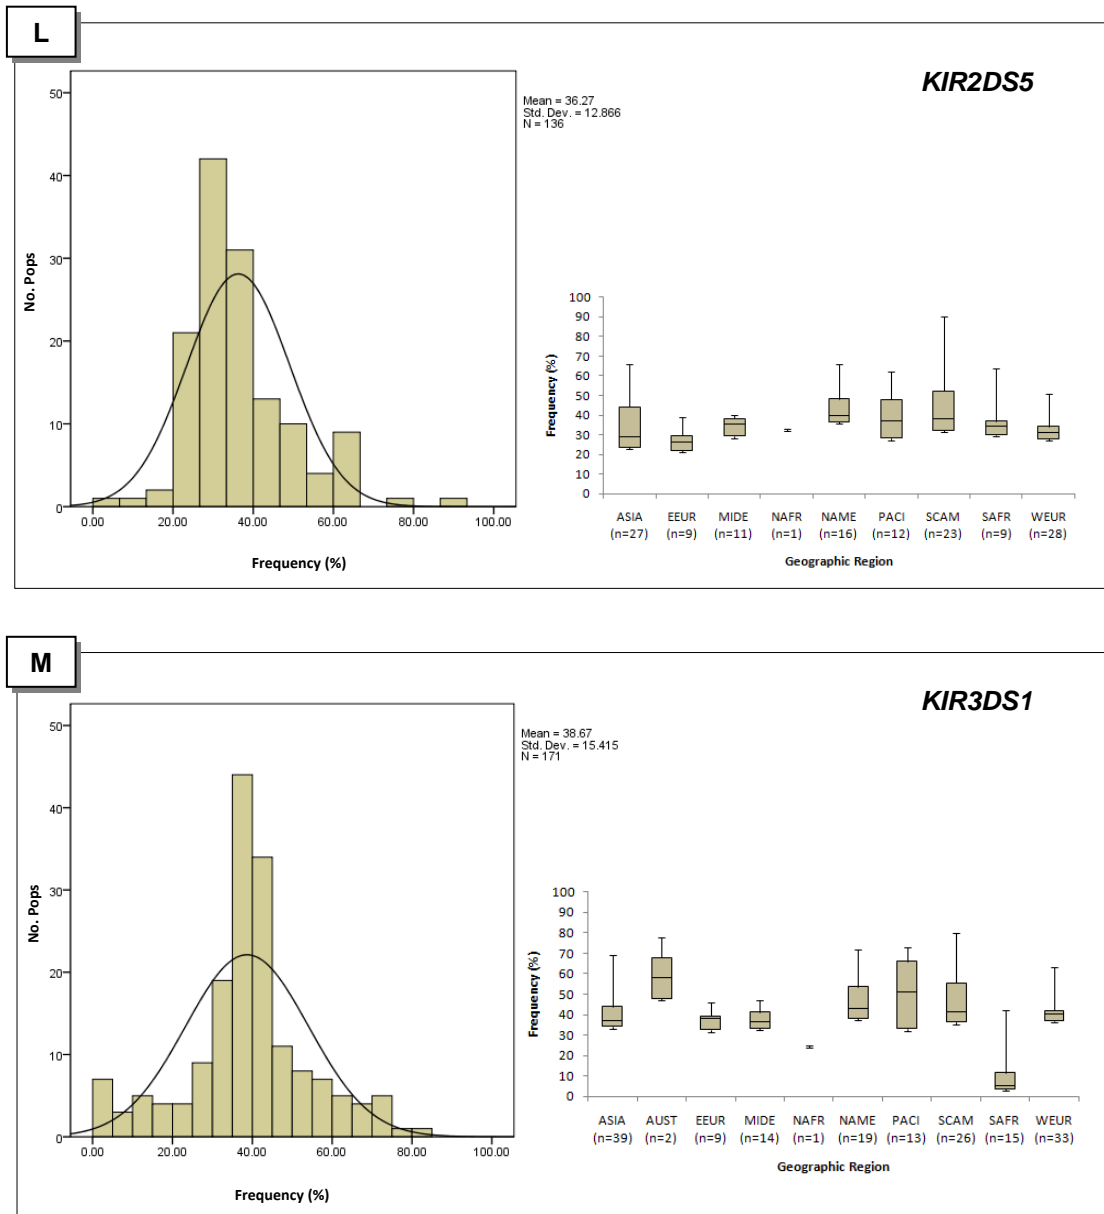 L
KIR2DS5
Mean = 36.27
Std. Dev. = 12.866
N = 136
50
40
30
20
10
0
No. Pops
0.00 20.00 40.00 60.00 80.00 100.00
Frequency (%)
100
90
80
70
60
50
40
30
20
10
0
Frequency (%)
ASIA EEUR MIDE NAFR NAME PACI SCAM SAFR WEUR
(n=27) (n=9) (n=11) (n=1) (n=16) (n=12) (n=23) (n=9) (n=28)
Geographic Region
M
KIR3DS1
Mean = 38.67
Std. Dev. = 15.415
N = 171
50
40
30
20
10
0
No. Pops
0.00 20.00 40.00 60.00 80.00 100.00
Frequency (%)
100
90
80
70
60
50
40
30
20
10
0
Frequency (%)
ASIA AUST EEUR MIDE NAFR NAME PACI SCAM SAFR WEUR
(n=39) (n=2) (n=9) (n=14) (n=1) (n=19) (n=13) (n=26) (n=15) (n=33)
Geographic Region